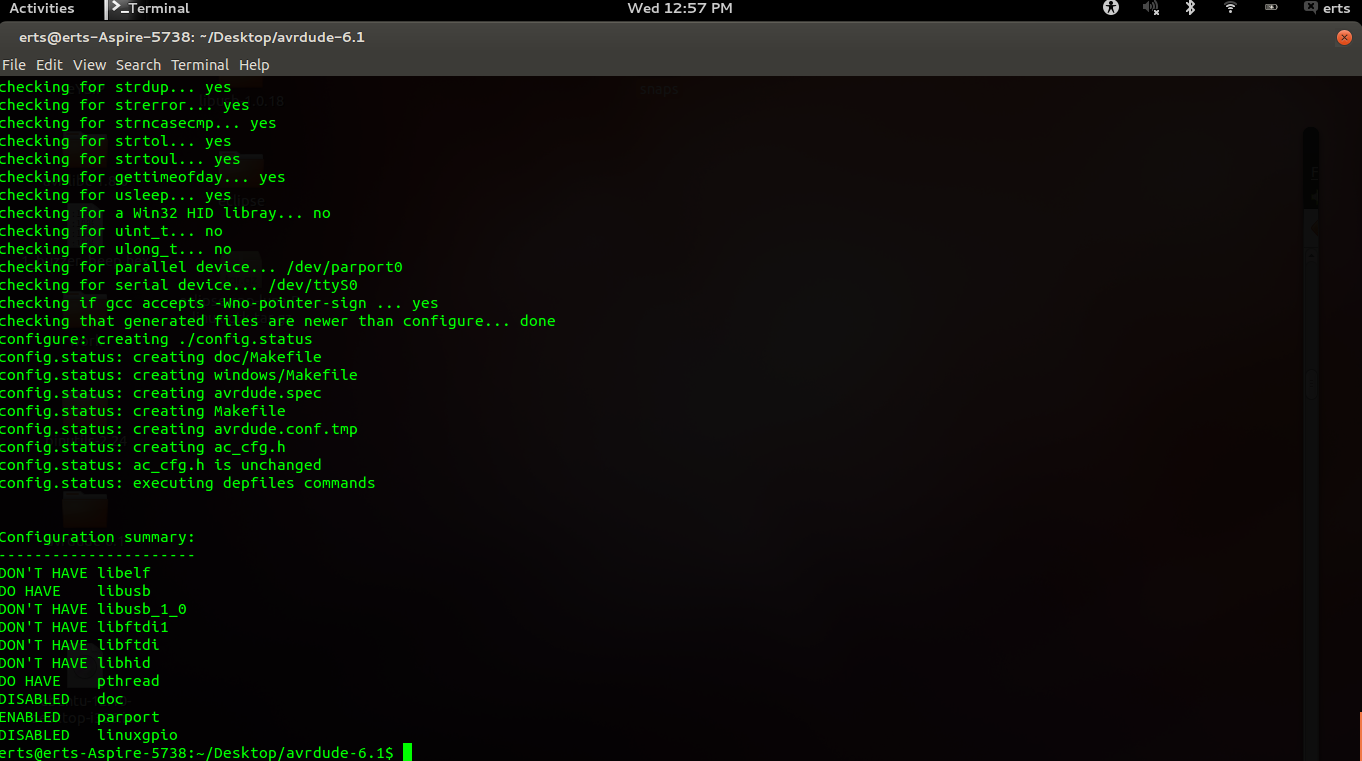 Activities
Terminal
Wed 12:57 PM
erts
erts@erts-Aspire-5738: ~/Desktop/avrdude-6.1
File Edit View Search Terminal Help
checking for strdup... yes
checking for strerror... yes
checking for strncasecmp... yes
checking for strtol... yes
checking for strtoul... yes
checking for gettimeofday... yes
checking for usleep... yes
checking for a Win32 HID libray... no
checking for uint_t... no
checking for ulong_t... no
checking for parallel device... /dev/parport0
checking for serial device... /dev/ttyS0
checking if gcc accepts -Wno-pointer-sign ... yes
checking that generated files are newer than configure... done
configure: creating ./config.status
config.status: creating doc/Makefile
config.status: creating windows/Makefile
config.status: creating avrdude.spec
config.status: creating Makefile
config.status: creating avrdude.conf.tmp
config.status: creating ac_cfg.h
config.status: ac_cfg.h is unchanged
config.status: executing depfiles commands
Configuration summary:
----------------------
DON'T HAVE libelf
DO HAVE    libusb
DON'T HAVE libusb_1_0
DON'T HAVE libftdi1
DON'T HAVE libftdi
DON'T HAVE libhid
DO HAVE    pthread
DISABLED   doc
ENABLED    parport
DISABLED   linuxgpio
erts@erts-Aspire-5738:~/Desktop/avrdude-6.1$
snaps